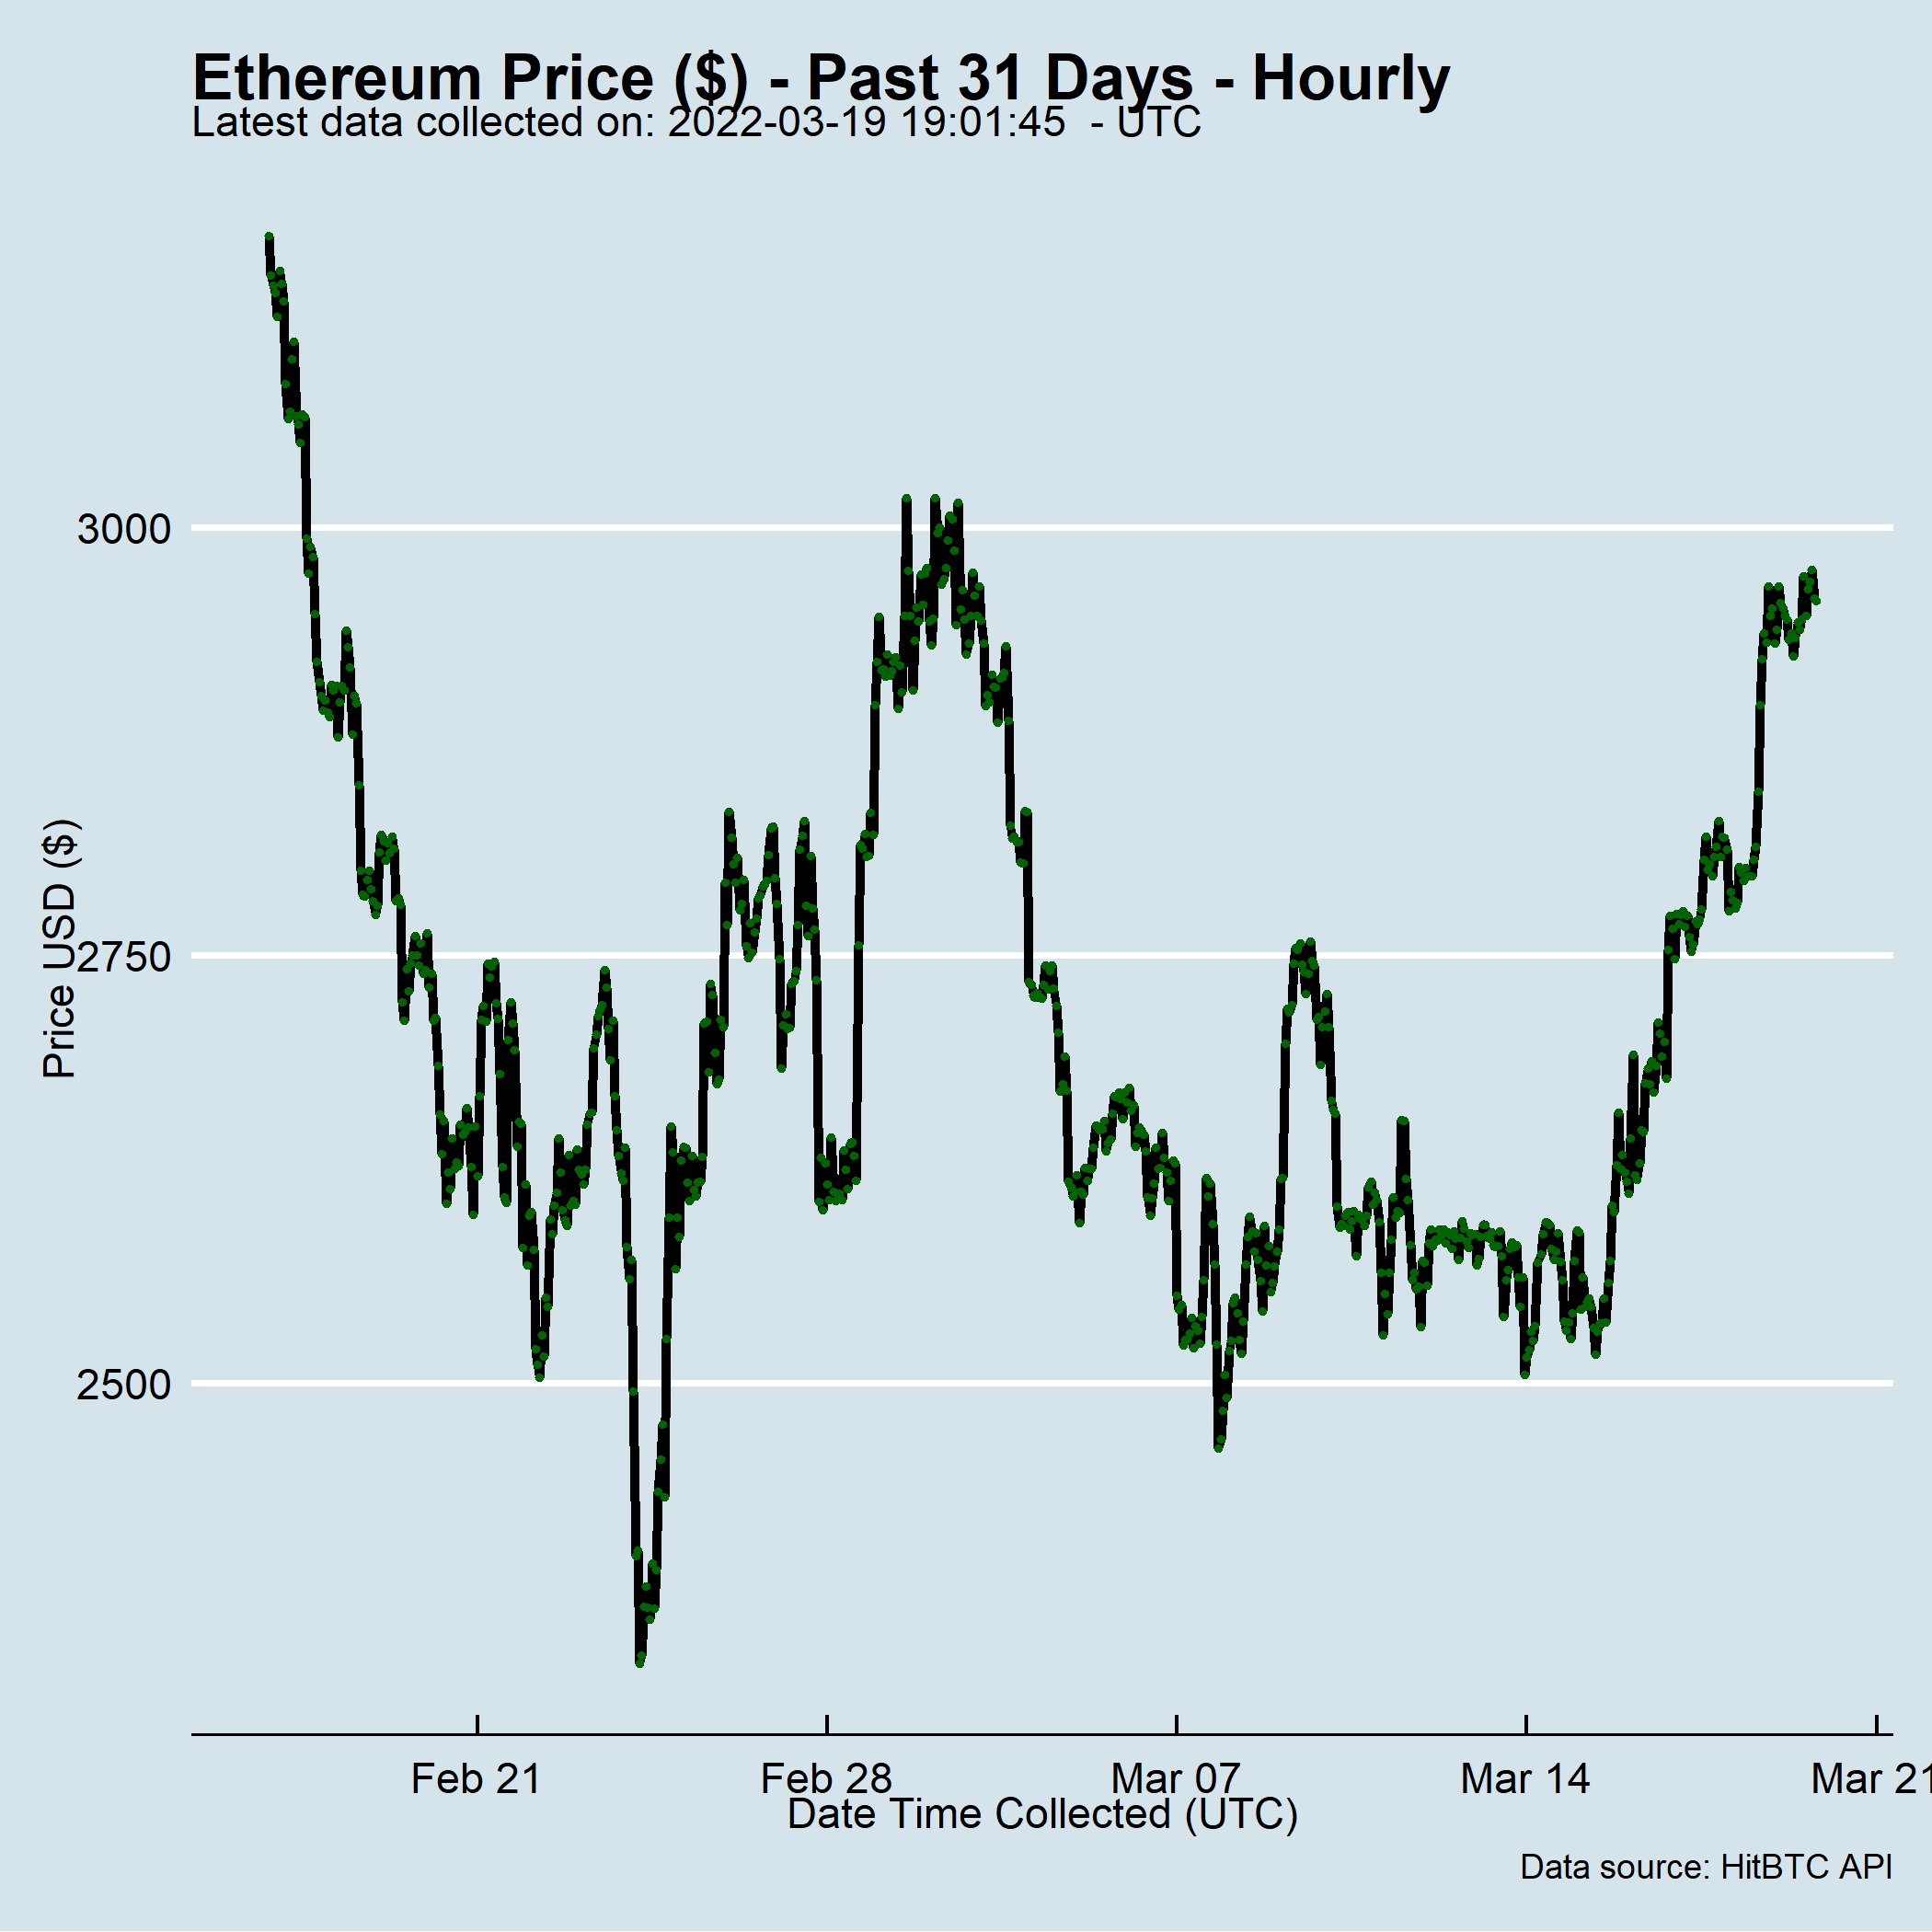 Ethereum Price ($) - Past 31 Days - Hourly
Latest data collected on: 2022-03-19 19:01:45  - UTC
3000
2750
2500
Price USD ($)
Feb 21 Feb 28 Mar 07 Mar 14 Mar 21
Date Time Collected (UTC)
Data source: HitBTC API